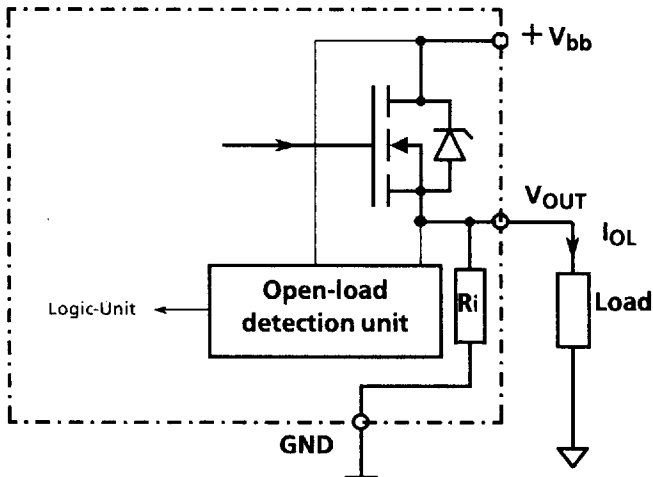 + Vbb
VOUT
IOL
Open-load
detection unit
Ri
Load
Logic-Unit
GND